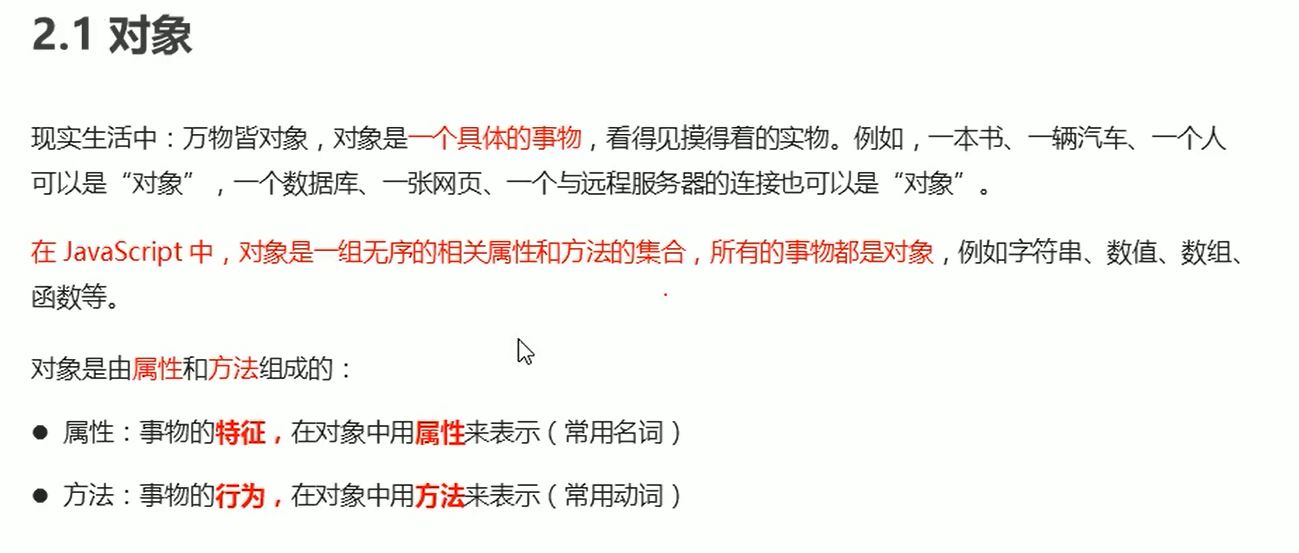 2.1 对象
现实生活中：万物皆对象，对象是一个具体的事物，看得见摸得着的实物。例如，一本书、一辆汽车、一个人
可以是“对象”，一个数据库、一张网页、一个与远程服务器的连接也可以是“对象”。
在 JavaScript 中，对象是一组无序的相关属性和方法的集合，所有的事物都是对象，例如字符串、数值、数组、
函数等。
对象是由属性和方法组成的：
● 属性：事物的特征，在对象中用属性来表示（常用名词）
● 方法：事物的行为，在对象中用方法来表示（常用动词）